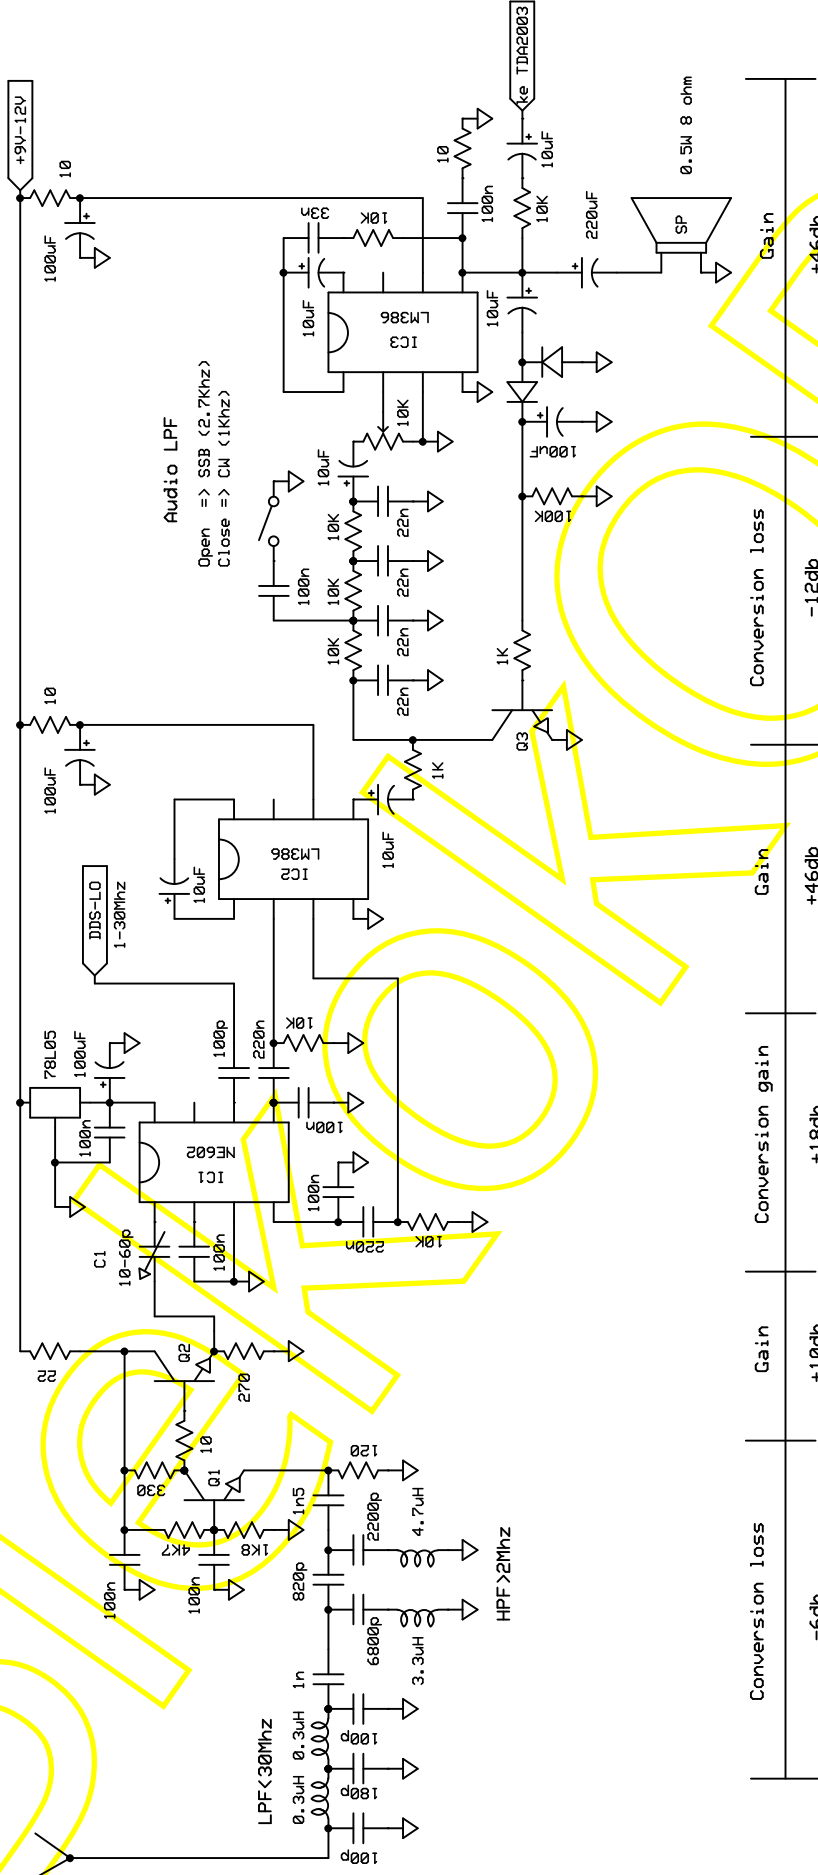 +9V-12V
10
100uF
ke TDA2003
10uF
10K
10
100n
33n
10K
10uF
IC3
LM386
10uF
220uF
SP
0.5W 8 ohm
Audio LPF
Open => SSB (2.7Khz)
Close => CW (1Khz)
10K
10uF
100n
10K
10K
10K
22n
22n
22n
22n
100uF
100K
1K
Q3
10
100uF
10uF
IC2
LM386
10uF
1K
DDS-LO
1-30Mhz
78L05
100uF
100n
100p
220n
10K
100n
IC1
NE602
100n
220n
10K
C1
10-60p
100n
22
Q2
270
10
330
Q1
4K7
1K8
100n
100n
120
1n5
2200p
4.7uH
820p
6800p
3.3uH
HPF>2Mhz
1n
LPF<30Mhz
0.3uH
0.3uH
100p
180p
100p
Conversion loss
-6db
Gain
+10db
Conversion gain
+18db
Gain
+46db
Conversion loss
-12db
Gain
+46db